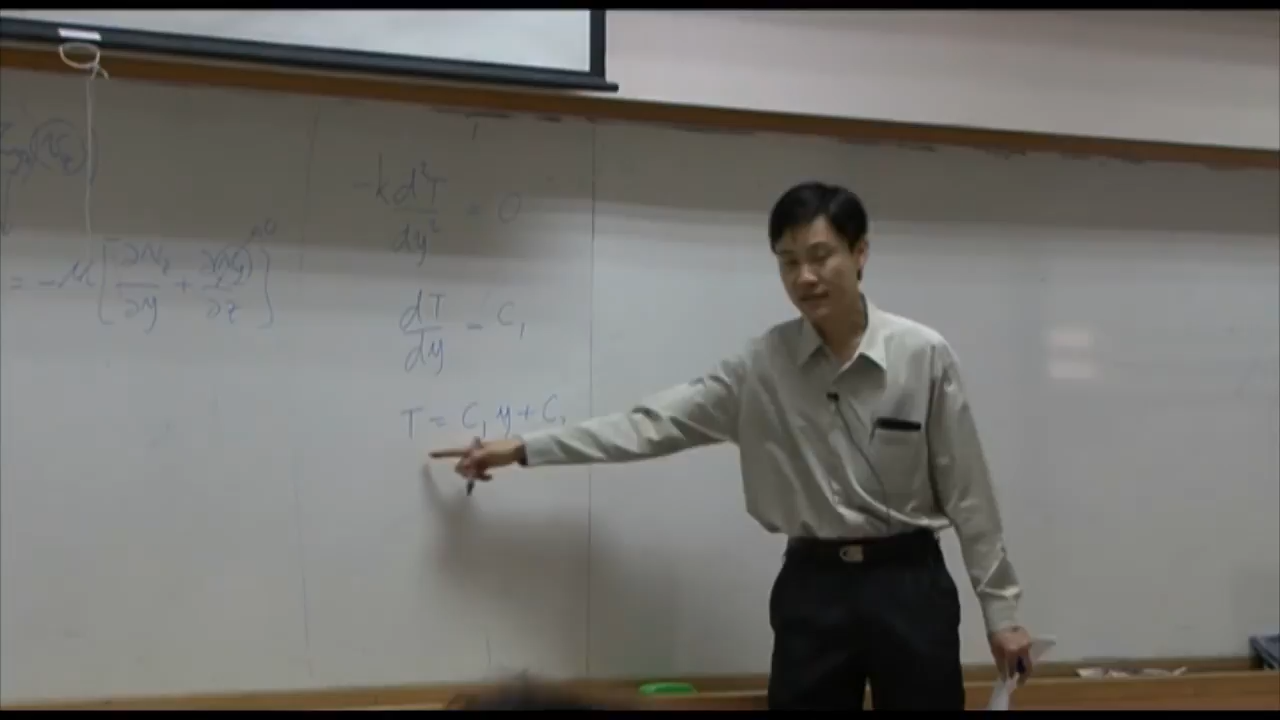 = -μ[∂v_z/∂y + ∂v_y/∂z]
-k d²T/dy² = 0
dT/dy = C₁
T = C₁y + C₂